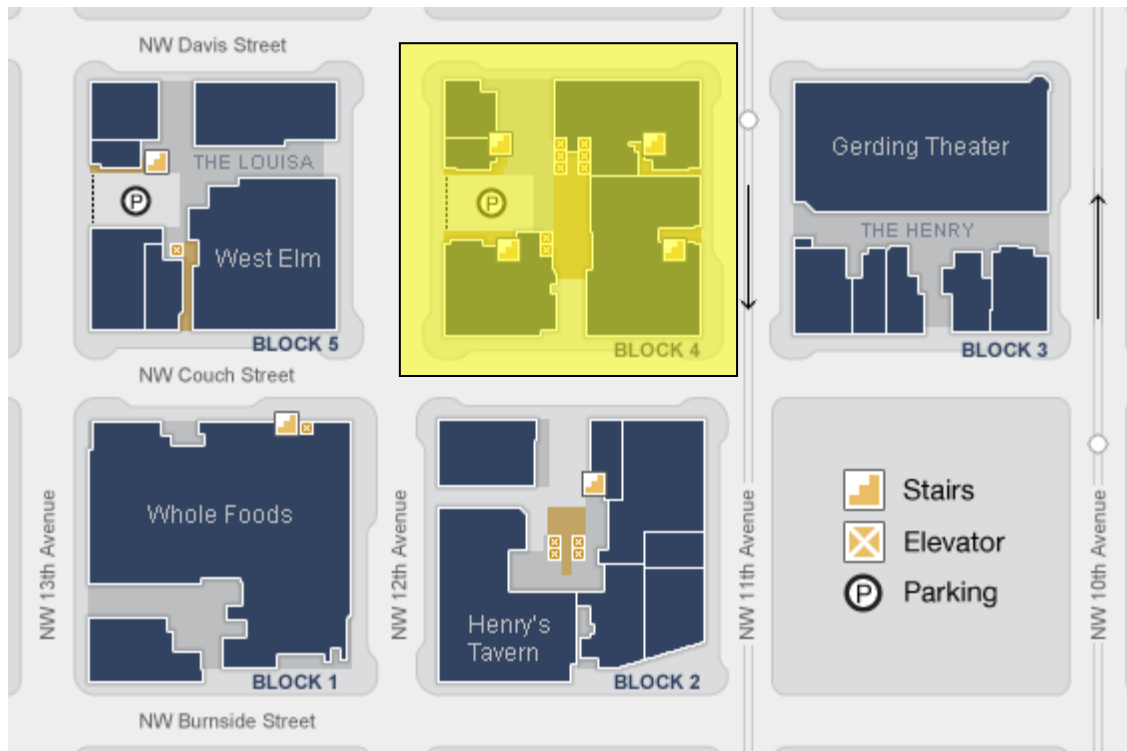 NW Davis Street
THE LOUISA
P
West Elm
BLOCK 5
P
BLOCK 4
Gerding Theater
THE HENRY
BLOCK 3
NW Couch Street
NW 13th Avenue
Whole Foods
BLOCK 1
NW 12th Avenue
Henry's
Tavern
BLOCK 2
NW 11th Avenue
Stairs
Elevator
P Parking
NW 10th Avenue
NW Burnside Street